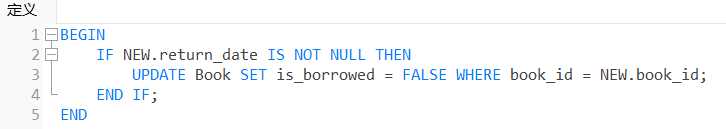 定义
1 BEGIN
2 IF NEW.return_date IS NOT NULL THEN
3 UPDATE Book SET is_borrowed = FALSE WHERE book_id = NEW.book_id;
4 END IF;
5 END